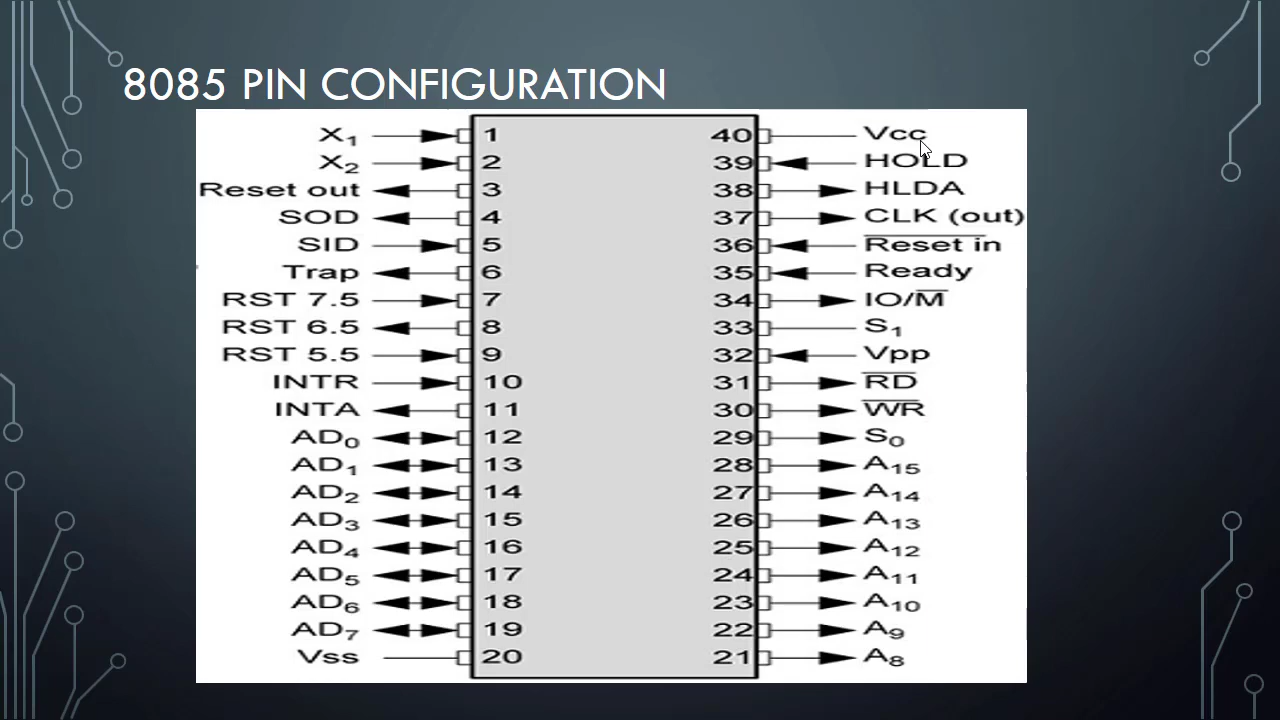 8085 PIN CONFIGURATION
X1 1 40 Vcc
X2 2 39 HOLD
Reset out 3 38 HLDA
SOD 4 37 CLK (out)
SID 5 36 Reset in
Trap 6 35 Ready
RST 7.5 7 34 IO/M
RST 6.5 8 33 S1
RST 5.5 9 32 Vpp
INTR 10 31 RD
INTA 11 30 WR
AD0 12 29 S0
AD1 13 28 A15
AD2 14 27 A14
AD3 15 26 A13
AD4 16 25 A12
AD5 17 24 A11
AD6 18 23 A10
AD7 19 22 A9
Vss 20 21 A8